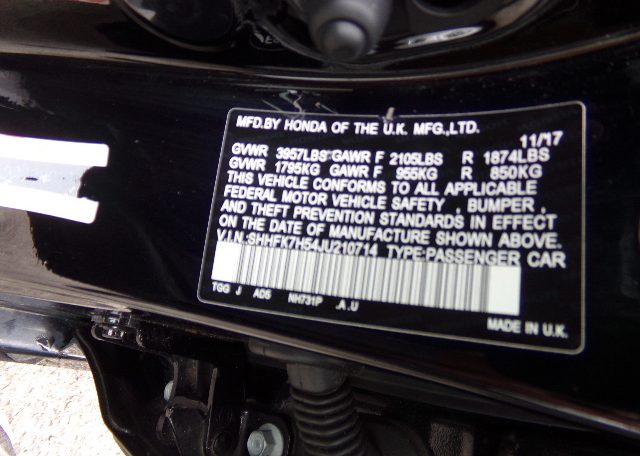 MFD.BY HONDA OF THE U.K. MFG.,LTD.
11/17
GVWR 3957LBS GAWR F 2105LBS R 1874LBS
GVWR 1795KG GAWR F 955KG R 850KG
THIS VEHICLE CONFORMS TO ALL APPLICABLE
FEDERAL MOTOR VEHICLE SAFETY , BUMPER ,
AND THEFT PREVENTION STANDARDS IN EFFECT
ON THE DATE OF MANUFACTURE SHOWN ABOVE.
V.I.N.:SHHFK7H54JU210714 TYPE:PASSENGER CAR
TGG J AD5 NH731P .A .U
MADE IN U.K.